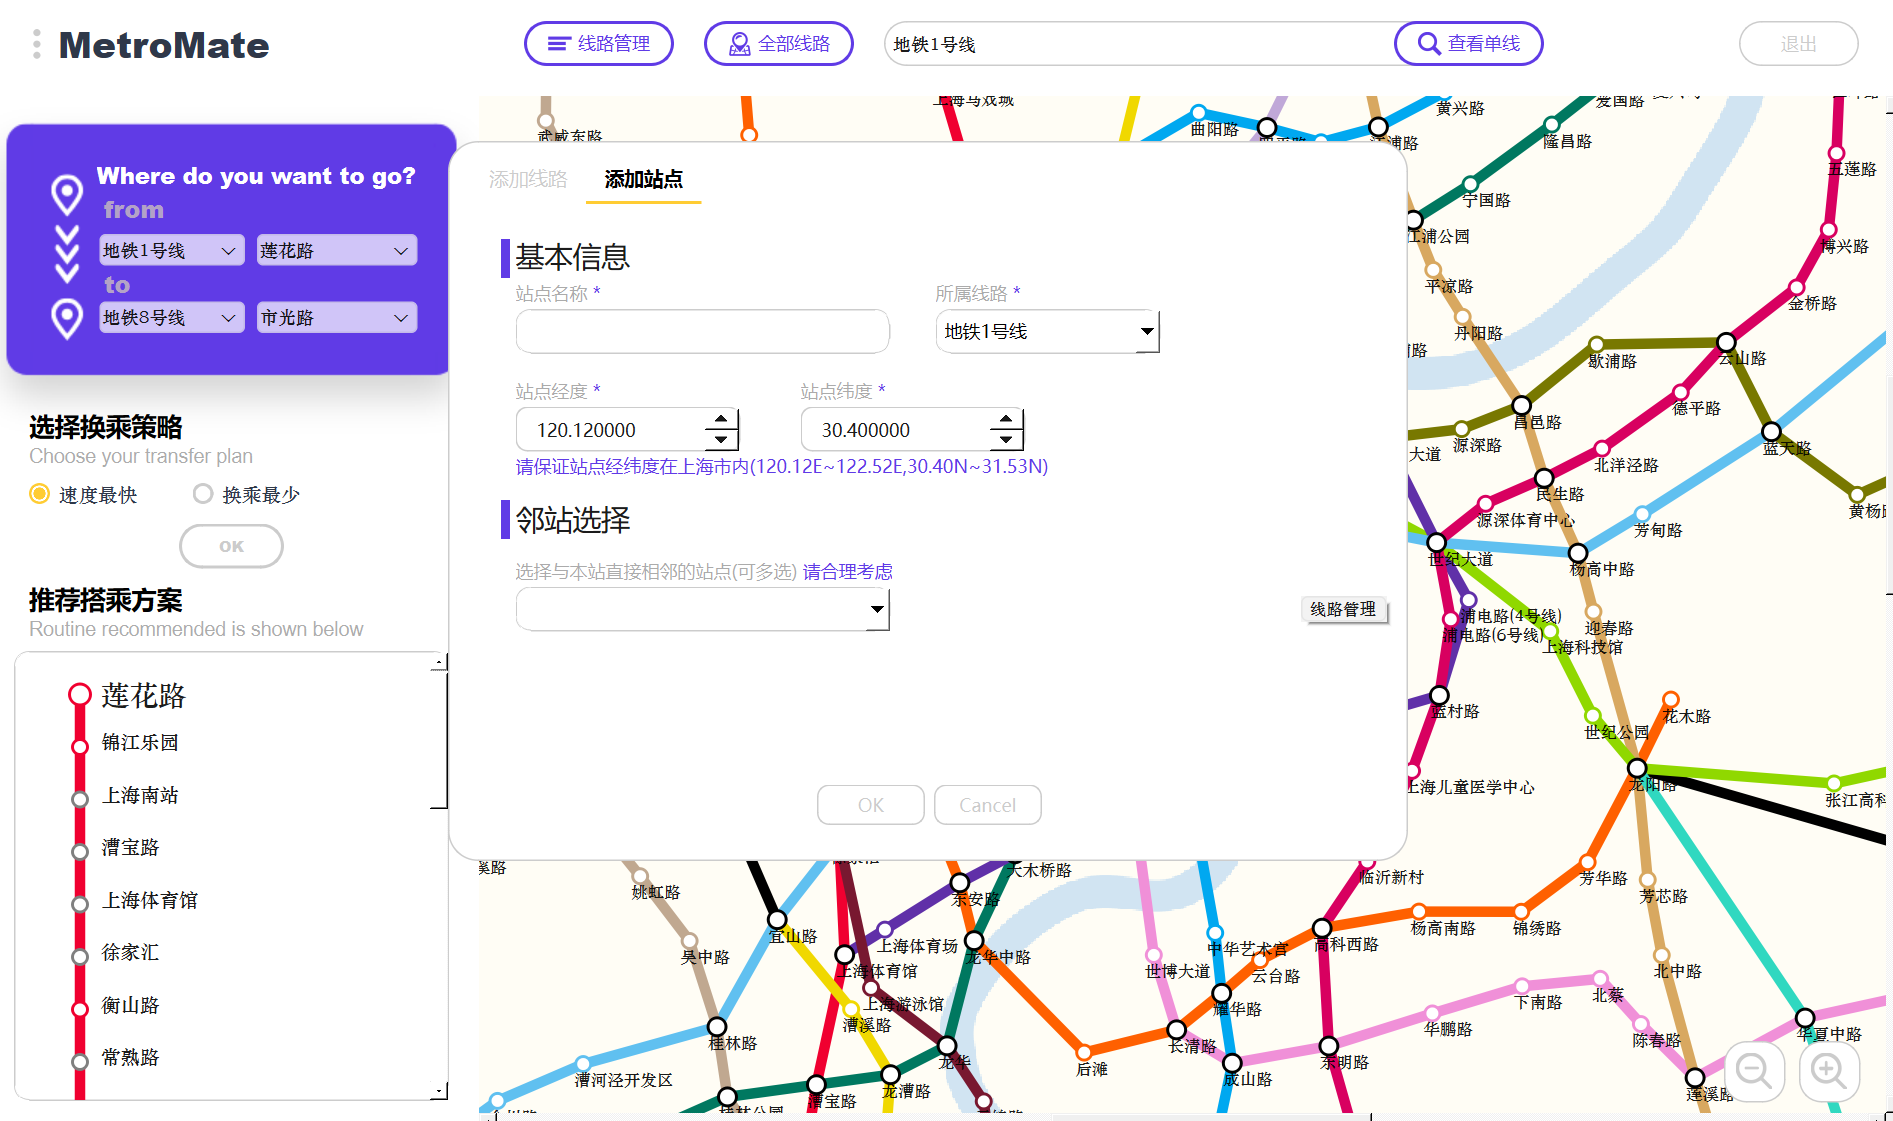 MetroMate
线路管理
全部线路
地铁1号线
查看单线
退出
Where do you want to go?
from
地铁1号线
莲花路
to
地铁8号线
市光路
选择换乘策略
Choose your transfer plan
速度最快
换乘最少
OK
推荐搭乘方案
Routine recommended is shown below
莲花路
锦江乐园
上海南站
漕宝路
上海体育馆
徐家汇
衡山路
常熟路
添加线路
添加站点
基本信息
站点名称 *
所属线路 *
地铁1号线
站点经度 *
站点纬度 *
120.120000
30.400000
请保证站点经纬度在上海市内(120.12E~122.52E,30.40N~31.53N)
邻站选择
选择与本站直接相邻的站点(可多选) 请合理考虑
线路管理
OK
Cancel
上海马戏城
武威东路
曲阳路
黄兴路
爱国路
隆昌路
五莲路
宁国路
江浦公园
博兴路
平凉路
金桥路
丹阳路
歇浦路
云山路
德平路
昌邑路
源深路
大道
蓝天路
北洋泾路
民生路
源深体育中心
芳甸路
世纪大道
杨高中路
浦电路(4号线)
浦电路(6号线)
迎春路
上海科技馆
蓝村路
花木路
世纪公园
龙阳路
上海儿童医学中心
张江高科
姚虹路
大木桥路
东安路
临沂新村
芳华路
芳芯路
宜山路
吴中路
上海体育场
龙华中路
中华艺术宫
高科西路
杨高南路
锦绣路
上海体育馆
世博大道
云台路
北中路
上海游泳馆
耀华路
下南路
北蔡
漕溪路
桂林路
华鹏路
陈春路
华夏中路
龙华
长清路
东明路
后滩
漕河泾开发区
龙漕路
成山路
漕宝路
莲溪路